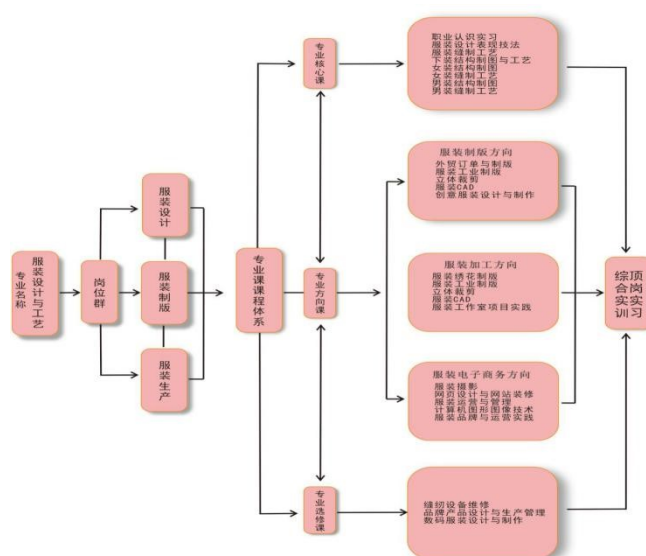 专业名称
服装设计与工艺
岗位群
服装设计
服装制版
服装生产
专业课课程体系
专业核心课
专业方向课
专业选修课
职业认识实习
服装设计表现技法
服装缝制工艺
下装结构制图与工艺
女装结构制图
女装缝制工艺
男装结构制图
男装缝制工艺
服装制版方向
外贸订单与制版
服装工业制版
立体裁剪
服装CAD
创意服装设计与制作
服装加工方向
服装绣花制版
服装工业制版
立体裁剪
服装CAD
服装工作室项目实践
服装电子商务方向
服装摄影
网页设计与网站装修
服装运营与管理
计算机图形图像技术
服装品牌与运营实践
缝纫设备维修
品牌产品设计与生产管理
数码服装设计与制作
综合实训
顶岗实习